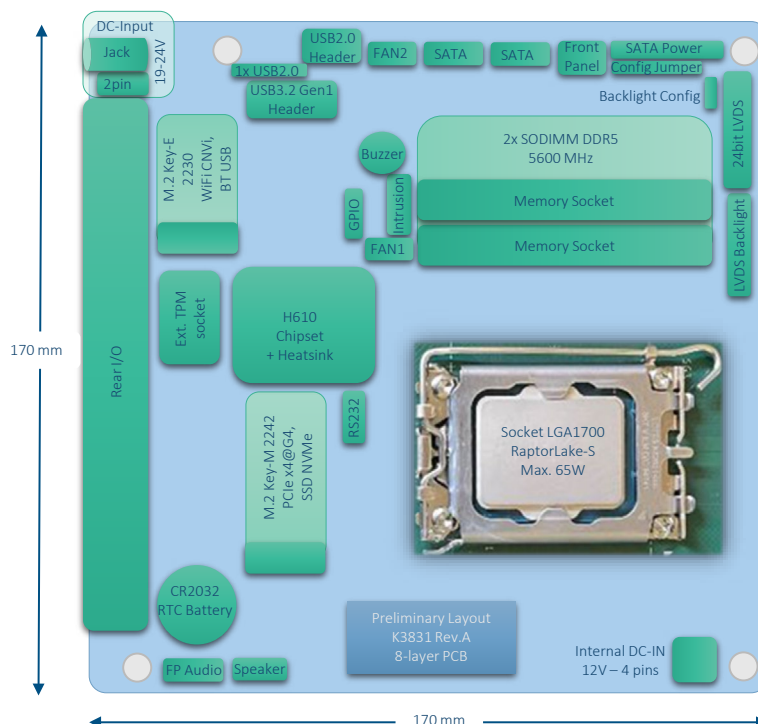 DC-Input
Jack
2pin
19-24V
USB2.0
Header
FAN2
SATA
SATA
Front
Panel
SATA Power
Config Jumper
1x USB2.0
USB3.2 Gen1
Header
Backlight Config
24bit LVDS
M.2 Key-E
2230
WiFi CNVi,
BT USB
Buzzer
2x SODIMM DDR5
5600 MHz
Memory Socket
Memory Socket
GPIO
Intrusion
FAN1
LVDS Backlight
Ext. TPM
socket
H610
Chipset
+ Heatsink
170 mm
Rear I/O
RS232
M.2 Key-M 2242
PCIe x4@G4,
SSD NVMe
Socket LGA1700
RaptorLake-S
Max. 65W
CR2032
RTC Battery
Preliminary Layout
K3831 Rev.A
8-layer PCB
Internal DC-IN
12V – 4 pins
FP Audio
Speaker
170 mm